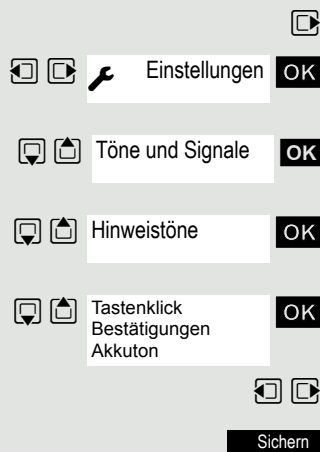 Einstellungen OK
Töne und Signale OK
Hinweistöne OK
Tastenklick OK
Bestätigungen
Akkuton
Sichern